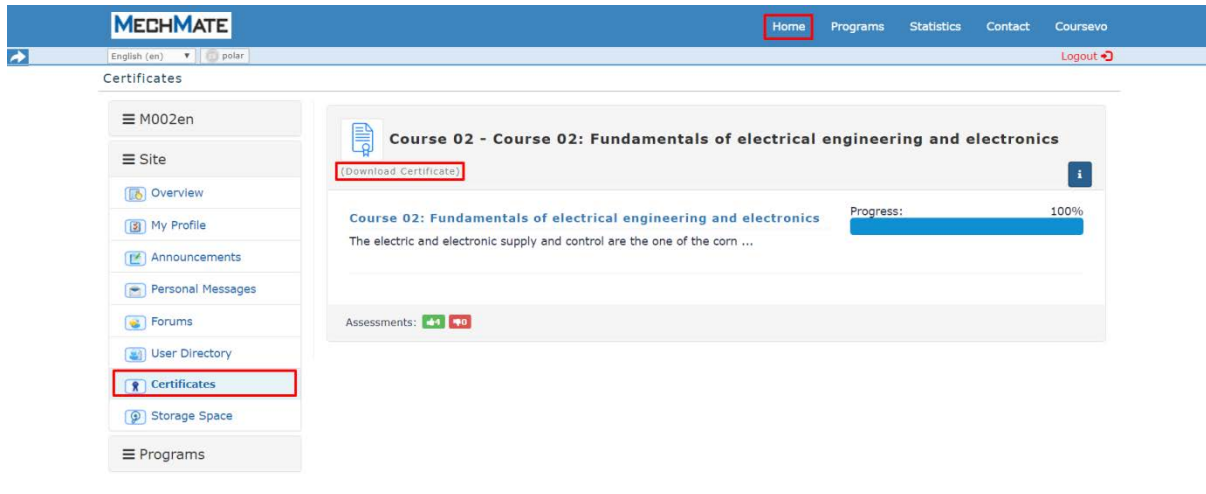 MECHMATE
Home Programs Statistics Contact Coursevo
English (en) polar
Logout
Certificates
M002en
Site
Overview
My Profile
Announcements
Personal Messages
Forums
User Directory
Certificates
Storage Space
Programs
Course 02 - Course 02: Fundamentals of electrical engineering and electronics
(Download Certificate)
i
Course 02: Fundamentals of electrical engineering and electronics
Progress: 100%
The electric and electronic supply and control are the one of the corn ...
Assessments: 4 0